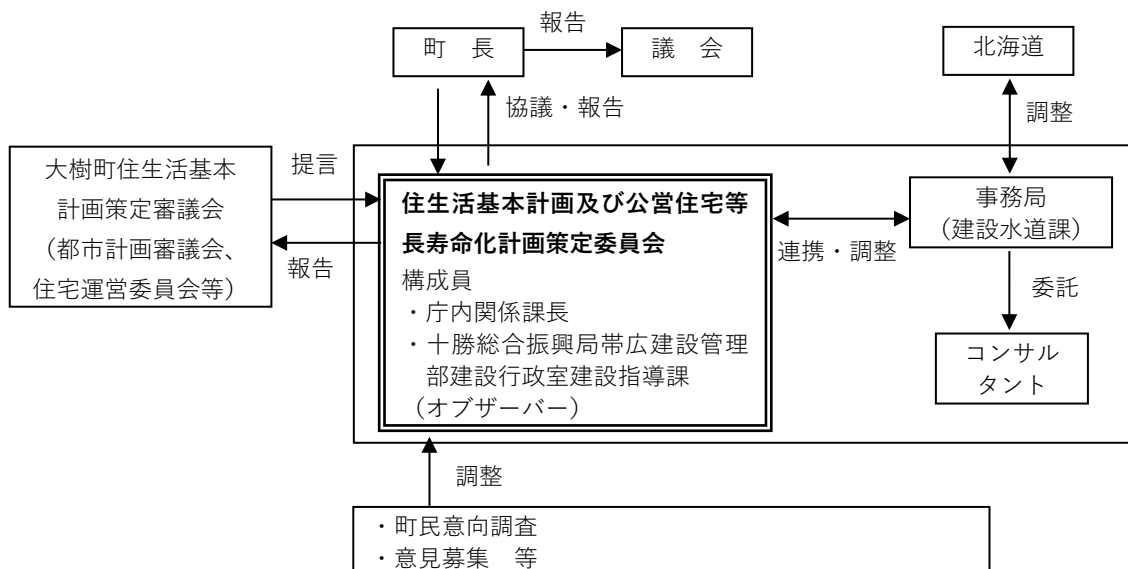 報告
町　長
議　会
北海道
協議・報告
調整
大樹町住生活基本
計画策定審議会
（都市計画審議会、
住宅運営委員会等）
提言
報告
住生活基本計画及び公営住宅等
長寿命化計画策定委員会
構成員
・庁内関係課長
・十勝総合振興局帯広建設管理
部建設行政室建設指導課
（オブザーバー）
連携・調整
事務局
（建設水道課）
委託
コンサル
タント
調整
・町民意向調査
・意見募集　等